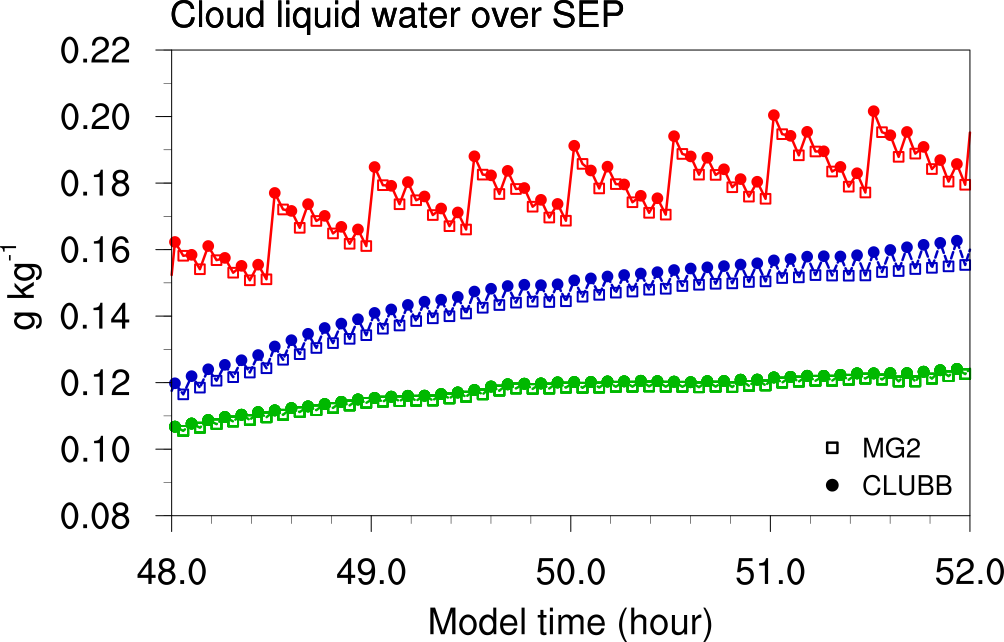 Cloud liquid water over SEP
0.22
0.20
0.18
0.16
0.14
0.12
0.10
0.08
g kg⁻¹
MG2
CLUBB
48.0 49.0 50.0 51.0 52.0
Model time (hour)